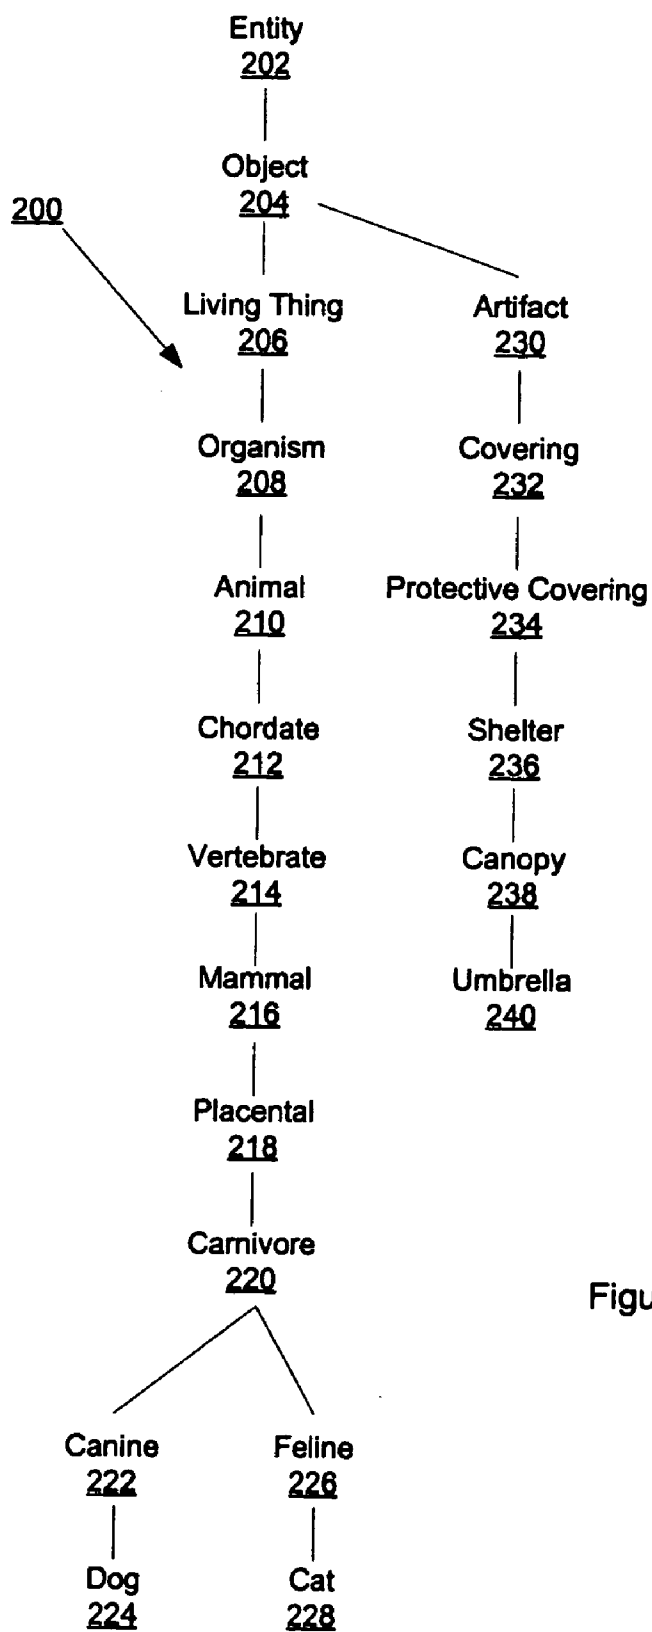 Entity
202
Object
204
200
Living Thing
206
Artifact
230
Organism
208
Covering
232
Animal
210
Protective Covering
234
Chordate
212
Shelter
236
Vertebrate
214
Canopy
238
Mammal
216
Umbrella
240
Placental
218
Carnivore
220
Figu
Canine
222
Feline
226
Dog
224
Cat
228